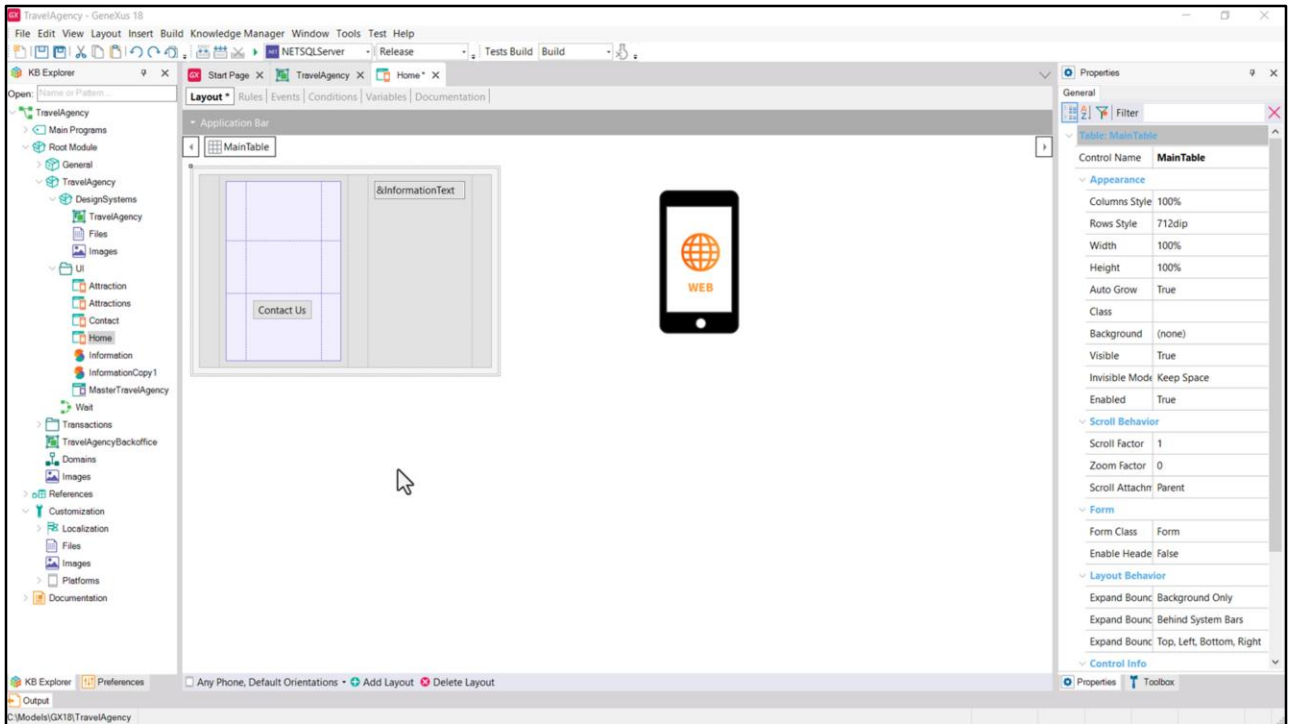 TravelAgency - GeneXus 18
File Edit View Layout Insert Build Knowledge Manager Window Tools Test Help
NETSQLServer Release Tests Build Build
KB Explorer
Open: Name or Pattern...
TravelAgency
Main Programs
Root Module
General
TravelAgency
DesignSystems
TravelAgency
Files
Images
UI
Attraction
Attractions
Contact
Home
Information
InformationCopy1
MasterTravelAgency
Wait
Transactions
TravelAgencyBackoffice
Domains
Images
References
Customization
Localization
Files
Images
Platforms
Documentation
KB Explorer Preferences
Start Page X TravelAgency X Home* X
Layout * Rules Events Conditions Variables Documentation
Application Bar
MainTable
&InformationText
Contact Us
WEB
Any Phone, Default Orientations Add Layout Delete Layout
Properties
General
Filter
Table: MainTable
Control Name MainTable
Appearance
Columns Style 100%
Rows Style 712dip
Width 100%
Height 100%
Auto Grow True
Class
Background (none)
Visible True
Invisible Mode Keep Space
Enabled True
Scroll Behavior
Scroll Factor 1
Zoom Factor 0
Scroll Attachm Parent
Form
Form Class Form
Enable Heade False
Layout Behavior
Expand Bounc Background Only
Expand Bounc Behind System Bars
Expand Bounc Top, Left, Bottom, Right
Control Info
Properties Toolbox
Output
C:\Models\GX18\TravelAgency